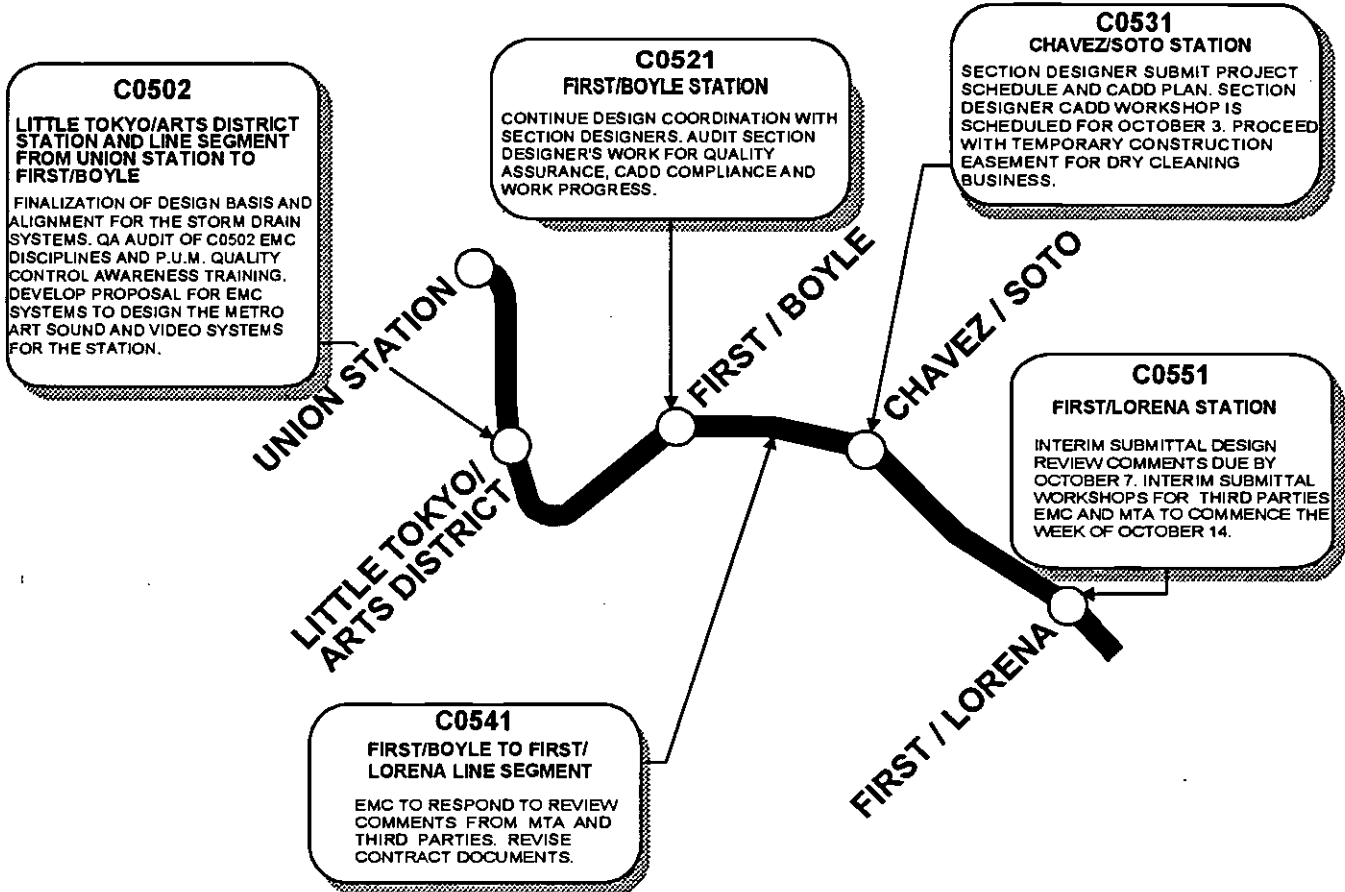 C0502
LITTLE TOKYO/ARTS DISTRICT
STATION AND LINE SEGMENT
FROM UNION STATION TO
FIRST/BOYLE
FINALIZATION OF DESIGN BASIS AND
ALIGNMENT FOR THE STORM DRAIN
SYSTEMS. QA AUDIT OF C0502 EMC
DISCIPLINES AND P.U.M. QUALITY
CONTROL AWARENESS TRAINING.
DEVELOP PROPOSAL FOR EMC
SYSTEMS TO DESIGN THE METRO
ART SOUND AND VIDEO SYSTEMS
FOR THE STATION.
C0521
FIRST/BOYLE STATION
CONTINUE DESIGN COORDINATION WITH
SECTION DESIGNERS. AUDIT SECTION
DESIGNER'S WORK FOR QUALITY
ASSURANCE, CADD COMPLIANCE AND
WORK PROGRESS.
C0531
CHAVEZ/SOTO STATION
SECTION DESIGNER SUBMIT PROJECT
SCHEDULE AND CADD PLAN. SECTION
DESIGNER CADD WORKSHOP IS
SCHEDULED FOR OCTOBER 3. PROCEED
WITH TEMPORARY CONSTRUCTION
EASEMENT FOR DRY CLEANING
BUSINESS.
UNION STATION
LITTLE TOKYO/
ARTS DISTRICT
FIRST / BOYLE
CHAVEZ / SOTO
FIRST / LORENA
C0551
FIRST/LORENA STATION
INTERIM SUBMITTAL DESIGN
REVIEW COMMENTS DUE BY
OCTOBER 7. INTERIM SUBMITTAL
WORKSHOPS FOR THIRD PARTIES
EMC AND MTA TO COMMENCE THE
WEEK OF OCTOBER 14.
C0541
FIRST/BOYLE TO FIRST/
LORENA LINE SEGMENT
EMC TO RESPOND TO REVIEW
COMMENTS FROM MTA AND
THIRD PARTIES. REVISE
CONTRACT DOCUMENTS.